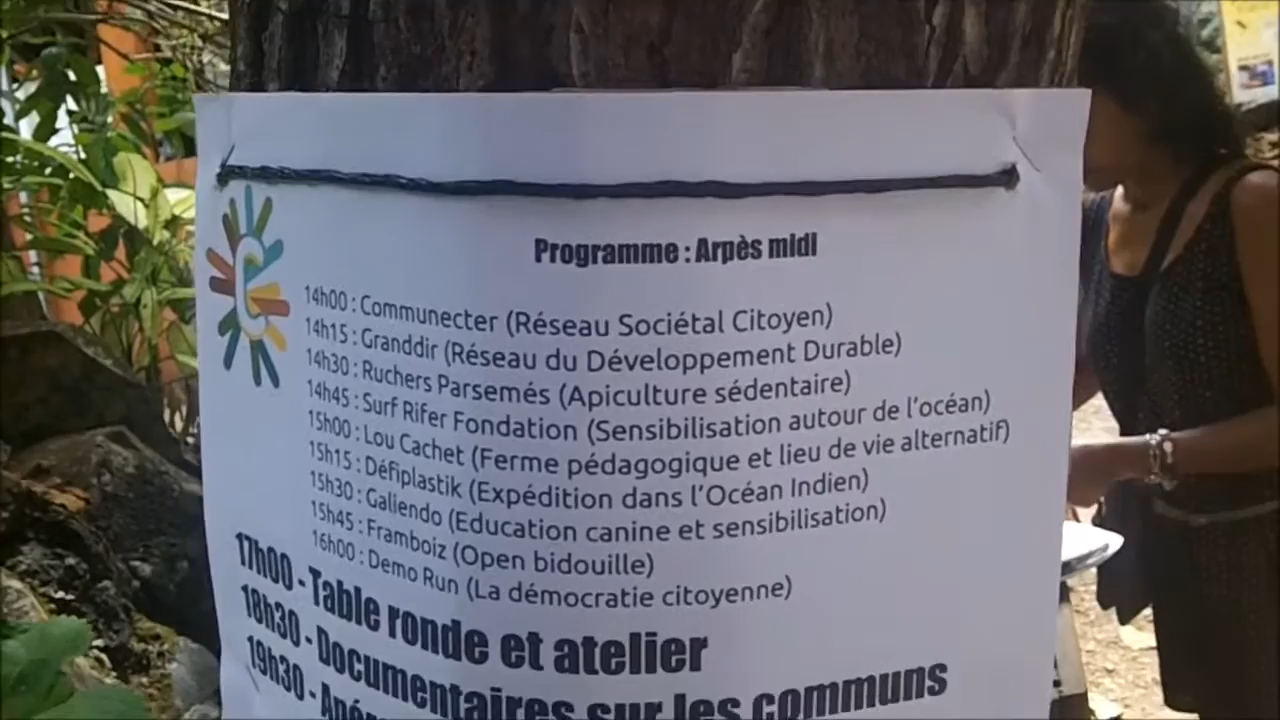 Programme : Arpès midi
14h00 : Communecter (Réseau Sociétal Citoyen)
14h15 : Granddir (Réseau du Développement Durable)
14h30 : Ruchers Parsemés (Apiculture sédentaire)
14h45 : Surf Rifer Fondation (Sensibilisation autour de l'océan)
15h00 : Lou Cachet (Ferme pédagogique et lieu de vie alternatif)
15h15 : Défiplastik (Expédition dans l'Océan Indien)
15h30 : Galiendo (Education canine et sensibilisation)
15h45 : Framboiz (Open bidouille)
16h00 : Demo Run (La démocratie citoyenne)
17h00 - Table ronde et atelier
18h30 - Documentaires sur les communs
19h30 -